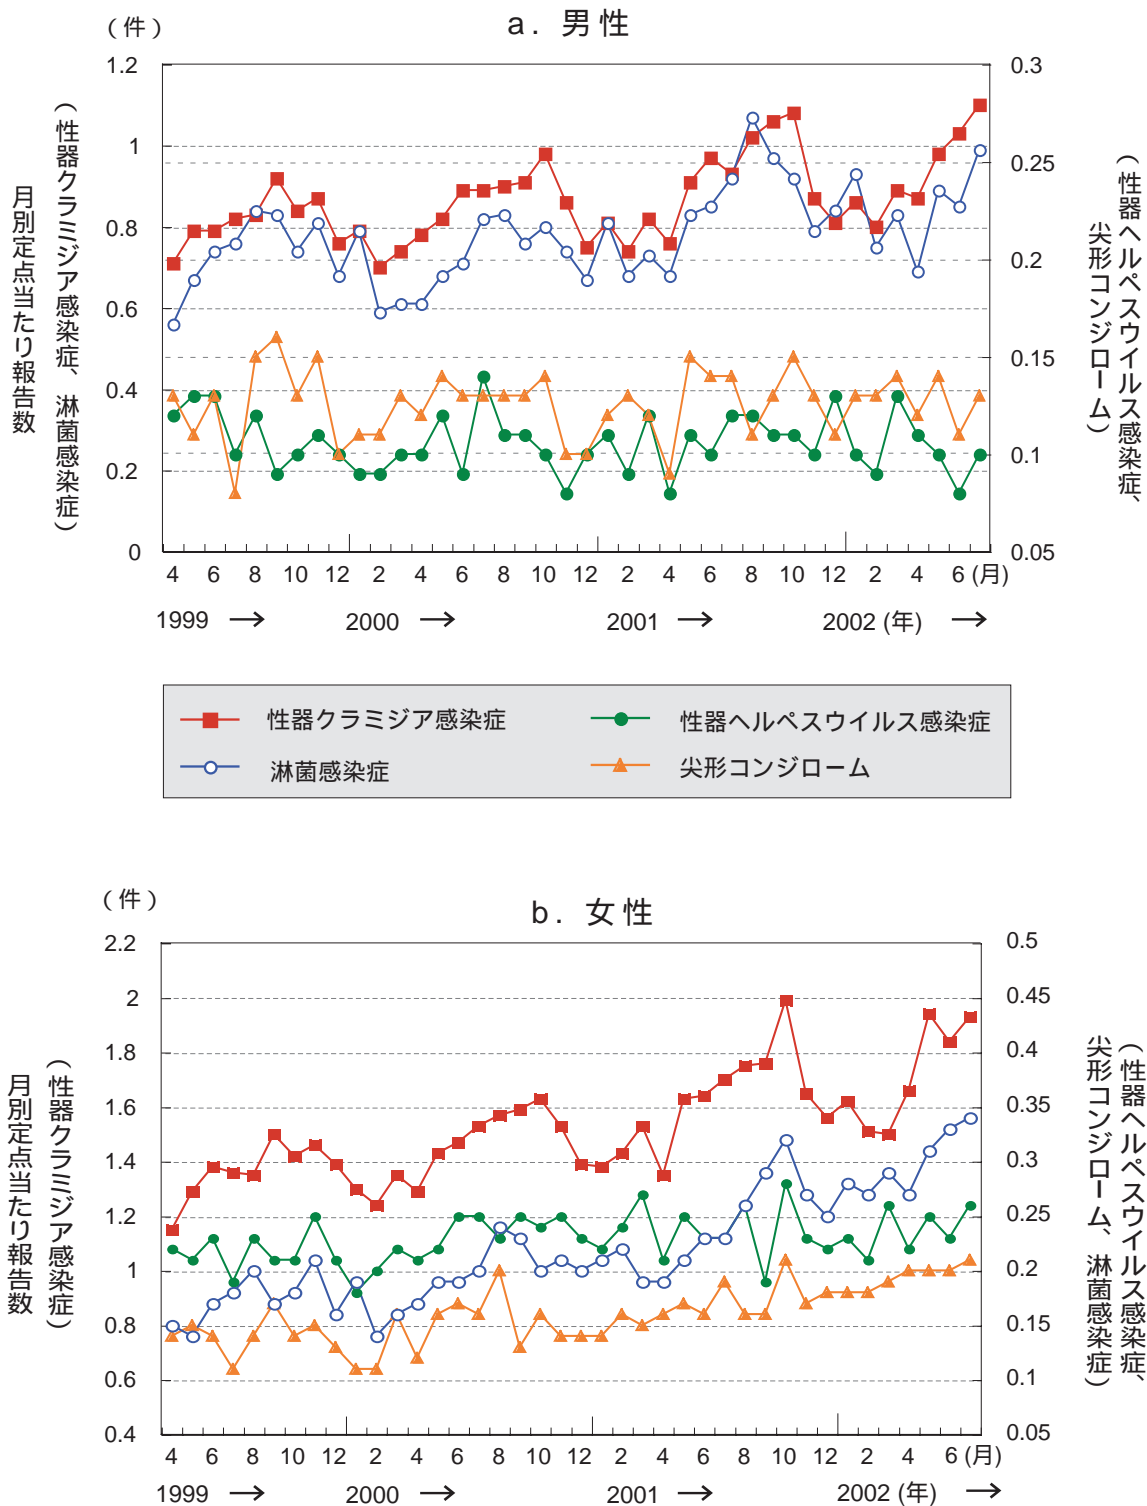 (件)
a. 男性
1.2
1
0.8
0.6
0.4
0.2
0
0.3
0.25
0.2
0.15
0.1
0.05
月別定点当たり報告数
(性器クラミジア感染症、淋菌感染症)
(性器ヘルペスウイルス感染症、
尖形コンジローム)
4 6 8 10 12 2 4 6 8 10 12 2 4 6 8 10 12 2 4 6 (月)
1999 → 2000 → 2001 → 2002 (年) →
性器クラミジア感染症 性器ヘルペスウイルス感染症
淋菌感染症 尖形コンジローム
(件)
b. 女性
2.2
2
1.8
1.6
1.4
1.2
1
0.8
0.6
0.4
0.5
0.45
0.4
0.35
0.3
0.25
0.2
0.15
0.1
0.05
月別定点当たり報告数
(性器クラミジア感染症)
(性器ヘルペスウイルス感染症、
尖形コンジローム、淋菌感染症)
4 6 8 10 12 2 4 6 8 10 12 2 4 6 8 10 12 2 4 6 (月)
1999 → 2000 → 2001 → 2002 (年) →